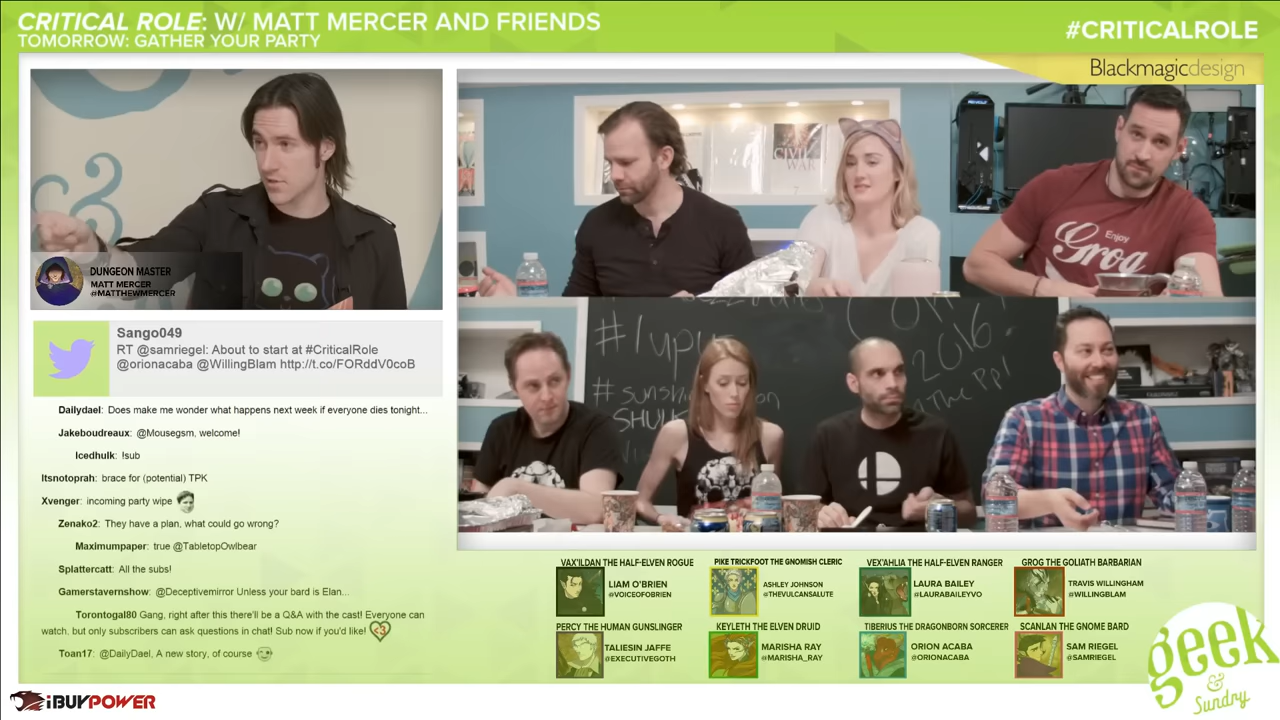 CRITICAL ROLE: W/ MATT MERCER AND FRIENDS
TOMORROW: GATHER YOUR PARTY
#CRITICALROLE
Blackmagicdesign
DUNGEON MASTER
MATT MERCER
@MATTHEWMERCER
CIVIL
WAR
Enjoy
Grog
2016
Sango049
RT @samriegel: About to start at #CriticalRole
@orionacaba @WillingBlam http://t.co/FORddV0coB
Dailydael: Does make me wonder what happens next week if everyone dies tonight...
Jakeboudreaux: @Mousegsm, welcome!
Icedhulk: !sub
Itsnotoprah: brace for (potential) TPK
Xvenger: incoming party wipe
Zenako2: They have a plan, what could go wrong?
Maximumpaper: true @TabletopOwlbear
Splattercatt: All the subs!
Gamerstavernshow: @Deceptivemirror Unless your bard is Elan...
Torontogal80 Gang, right after this there'll be a Q&A with the cast! Everyone can
watch, but only subscribers can ask questions in chat! Sub now if you'd like! <3
Toan17: @DailyDael, A new story, of course
VAX'ILDAN THE HALF-ELVEN ROGUE
LIAM O'BRIEN
@VOICEOFOBRIEN
PIKE TRICKFOOT THE GNOMISH CLERIC
ASHLEY JOHNSON
@THEVULCANSALUTE
VEX'AHLIA THE HALF-ELVEN RANGER
LAURA BAILEY
@LAURABAILEYVO
GROG THE GOLIATH BARBARIAN
TRAVIS WILLINGHAM
@WILLINGBLAM
PERCY THE HUMAN GUNSLINGER
TALIESIN JAFFE
@EXECUTIVEGOTH
KEYLETH THE ELVEN DRUID
MARISHA RAY
@MARISHA_RAY
TIBERIUS THE DRAGONBORN SORCERER
ORION ACABA
@ORIONACABA
SCANLAN THE GNOME BARD
SAM RIEGEL
@SAMRIEGEL
geek
&
Sundry
iBUYPOWER